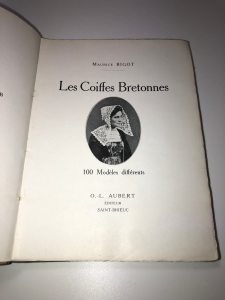 Maurice BIGOT
Les Coiffes Bretonnes
100 Modèles différents
O.-L. AUBERT
ÉDITEUR
SAINT-BRIEUC